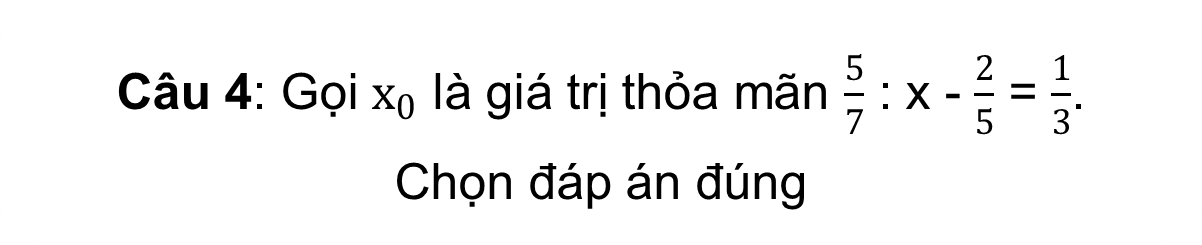 Câu 4: Gọi x₀ là giá trị thỏa mãn 5/7 : x - 2/5 = 1/3.
Chọn đáp án đúng